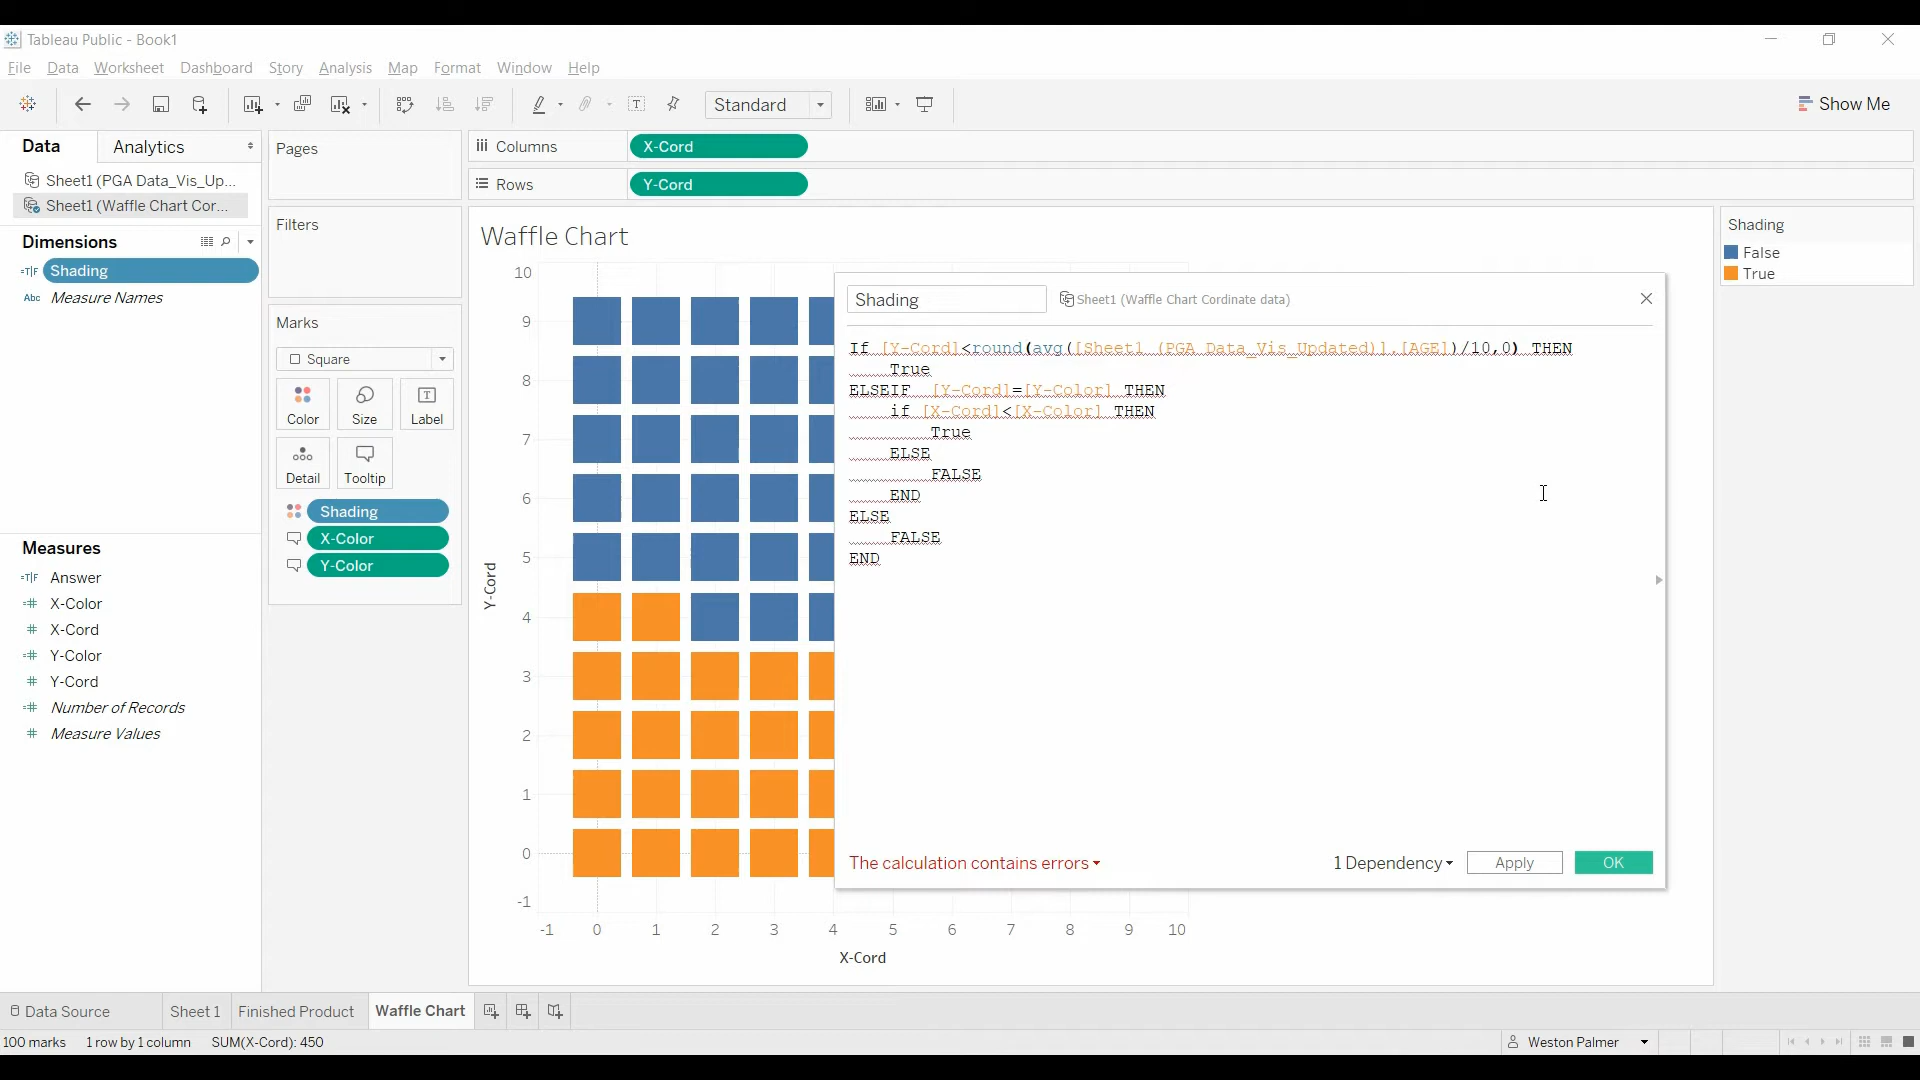 Tableau Public - Book1
File Data Worksheet Dashboard Story Analysis Map Format Window Help
Standard
Show Me
Data
Analytics
Pages
Columns
X-Cord
Rows
Y-Cord
Sheet1 (PGA Data_Vis_Up...
Sheet1 (Waffle Chart Cor...
Filters
Dimensions
=T|F Shading
Abc Measure Names
Marks
Square
Color
Size
Label
Detail
Tooltip
Shading
X-Color
Y-Color
Measures
=T|F Answer
=# X-Color
# X-Cord
=# Y-Color
# Y-Cord
=# Number of Records
# Measure Values
Waffle Chart
10
9
8
7
6
5
4
3
2
1
0
-1
Y-Cord
-1 0 1 2 3 4 5 6 7 8 9 10
X-Cord
Shading
Sheet1 (Waffle Chart Cordinate data)
If [Y-Cord]<round(avg([Sheet1 (PGA Data_Vis_Updated)].[AGE])/10,0) THEN
True
ELSEIF [Y-Cord]=[Y-Color] THEN
if [X-Cord]<[X-Color] THEN
True
ELSE
FALSE
END
ELSE
FALSE
END
The calculation contains errors
1 Dependency
Apply
OK
Shading
False
True
Data Source
Sheet 1
Finished Product
Waffle Chart
100 marks
1 row by 1 column
SUM(X-Cord): 450
Weston Palmer